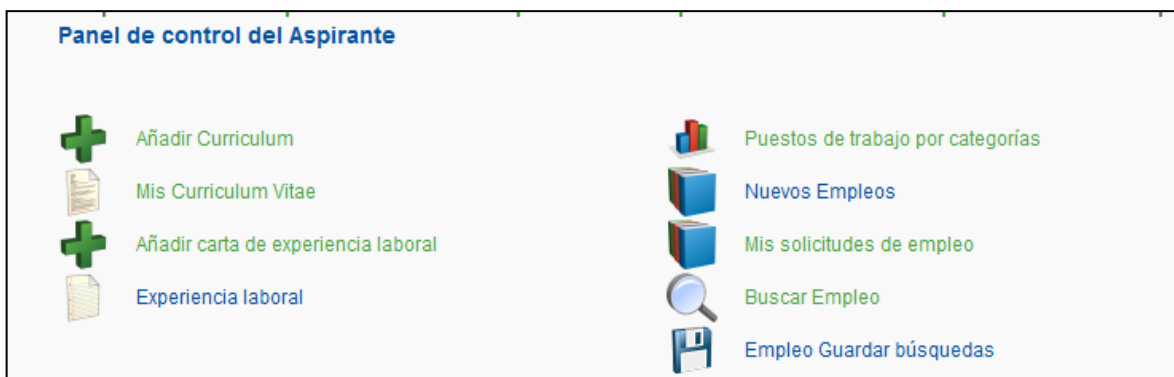 Panel de control del Aspirante
Añadir Curriculum
Mis Curriculum Vitae
Añadir carta de experiencia laboral
Experiencia laboral
Puestos de trabajo por categorías
Nuevos Empleos
Mis solicitudes de empleo
Buscar Empleo
Empleo Guardar búsquedas